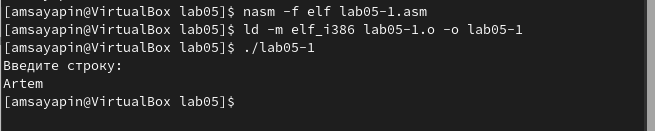 [amsayapin@VirtualBox lab05]$ nasm -f elf lab05-1.asm
[amsayapin@VirtualBox lab05]$ ld -m elf_i386 lab05-1.o -o lab05-1
[amsayapin@VirtualBox lab05]$ ./lab05-1
Введите строку:
Artem
[amsayapin@VirtualBox lab05]$